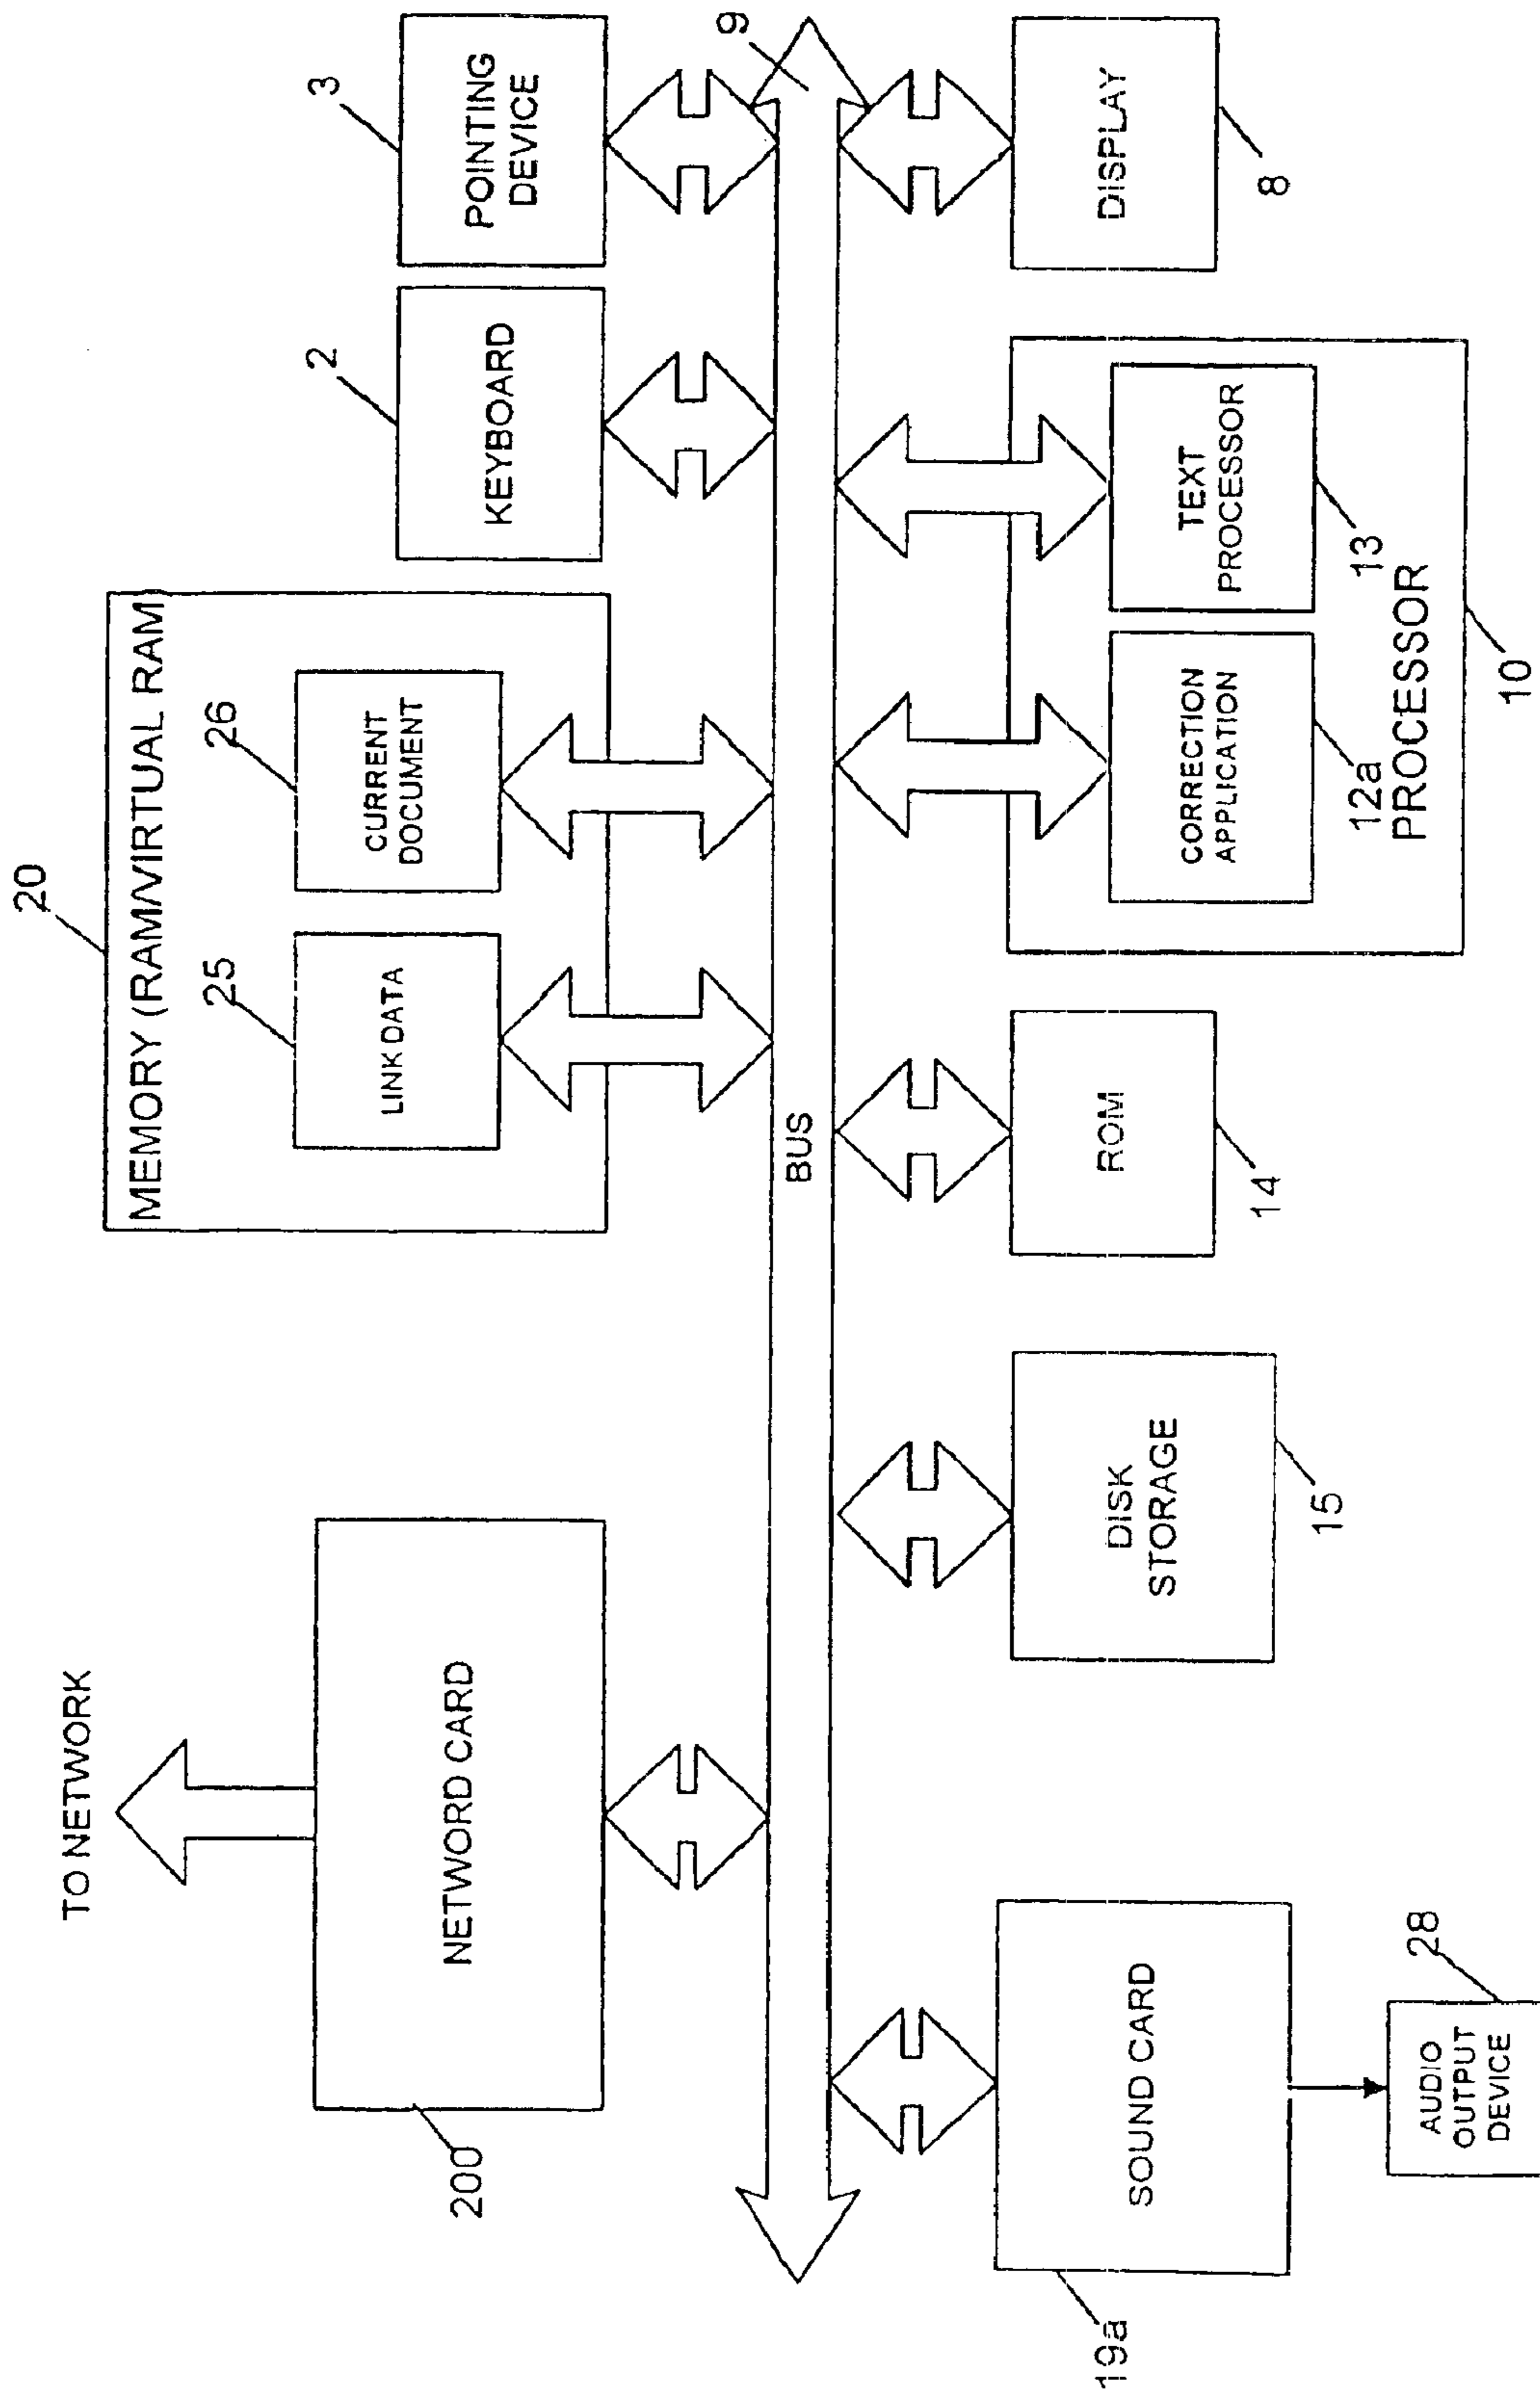 TO NETWORK
20
MEMORY (RAM/VIRTUAL RAM)
25
26
3
2
200
NETWORD CARD
LINK DATA
CURRENT
DOCUMENT
KEYBOARD
POINTING
DEVICE
BUS
9
19a
SOUND CARD
DISK
STORAGE
15
ROM
14
CORRECTION
APPLICATION
12a
TEXT
PROCESSOR
13
PROCESSOR
10
DISPLAY
8
28
AUDIO
OUTPUT
DEVICE